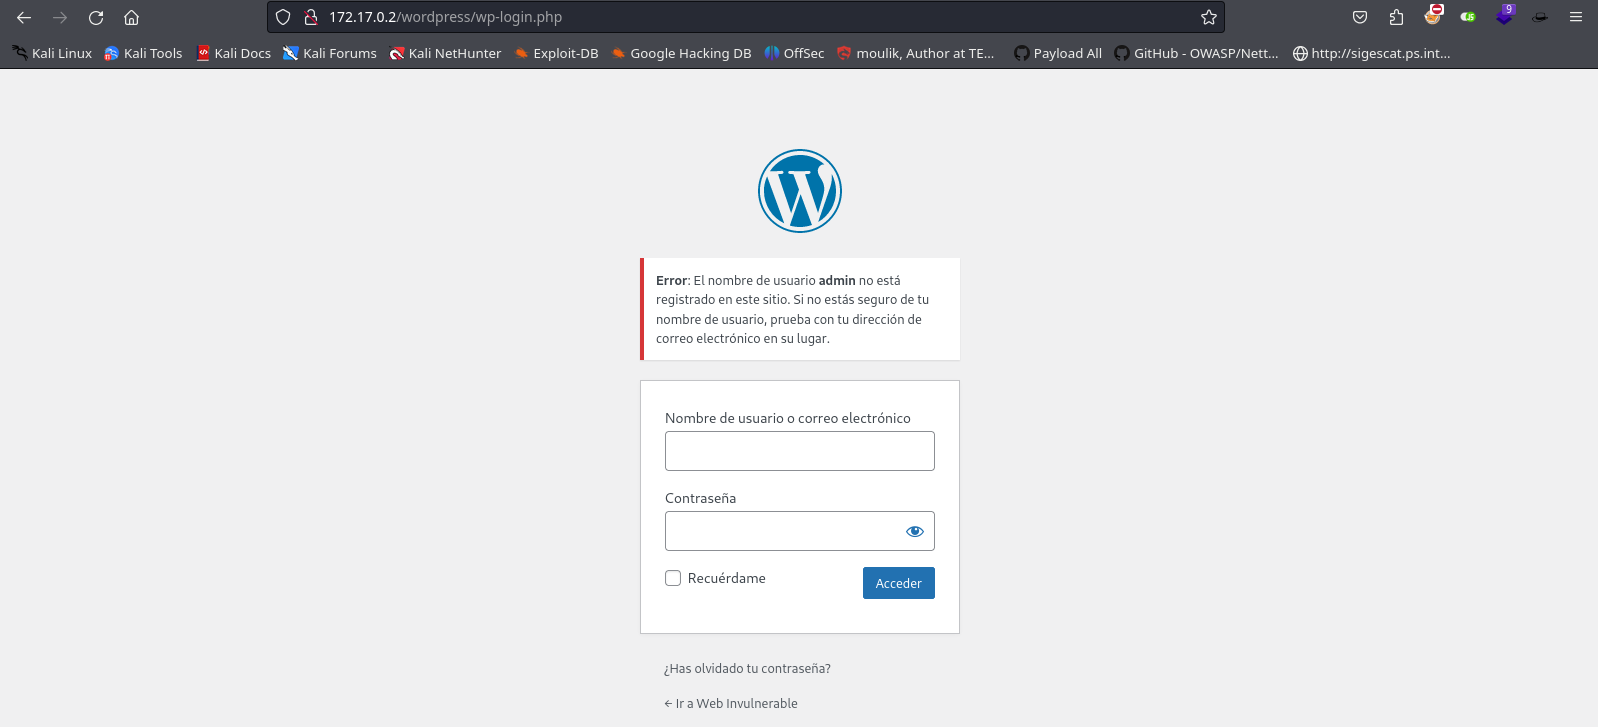 172.17.0.2/wordpress/wp-login.php
9
Kali Linux Kali Tools Kali Docs Kali Forums Kali NetHunter Exploit-DB Google Hacking DB OffSec moulik, Author at TE... Payload All GitHub - OWASP/Nett... http://sigescat.ps.int...
Error: El nombre de usuario admin no está
registrado en este sitio. Si no estás seguro de tu
nombre de usuario, prueba con tu dirección de
correo electrónico en su lugar.
Nombre de usuario o correo electrónico
Contraseña
Recuérdame Acceder
¿Has olvidado tu contraseña?
← Ir a Web Invulnerable